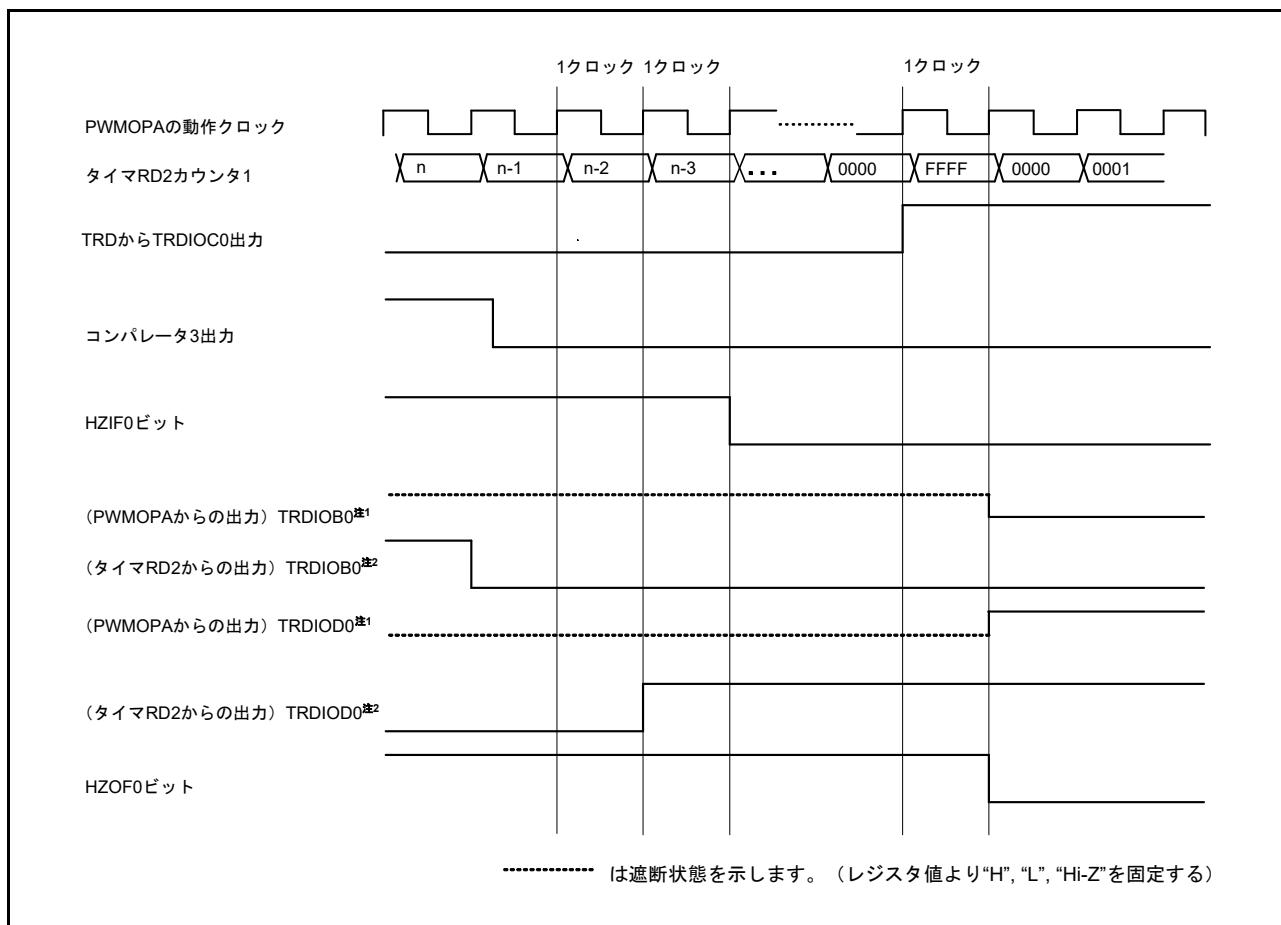 1クロック 1クロック 1クロック
PWMOPAの動作クロック
タイマRD2カウンタ1 n n-1 n-2 n-3 ... 0000 FFFF 0000 0001
TRDからTRDIOC0出力
コンパレータ3出力
HZIF0ビット
(PWMOPAからの出力)TRDIOB0注1
(タイマRD2からの出力)TRDIOB0注2
(PWMOPAからの出力)TRDIOD0注1
(タイマRD2からの出力)TRDIOD0注2
HZOF0ビット
は遮断状態を示します。(レジスタ値より“H”, “L”, “Hi-Z”を固定する)